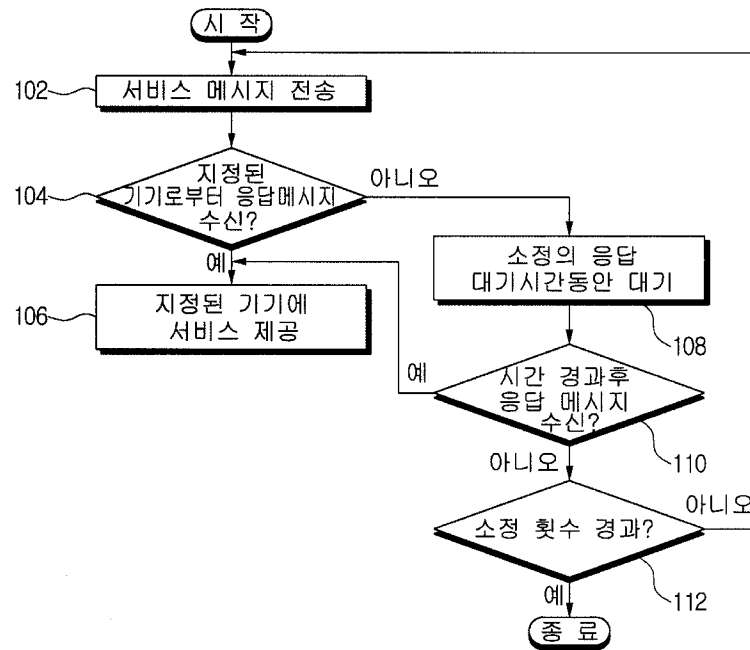 시 작
102
서비스 메시지 전송
104
지정된
기기로부터 응답메시지
수신?
아니오
예
106
지정된 기기에
서비스 제공
소정의 응답
대기시간동안 대기
108
예
시간 경과후
응답 메시지
수신?
110
아니오
소정 횟수 경과?
아니오
112
예
종 료